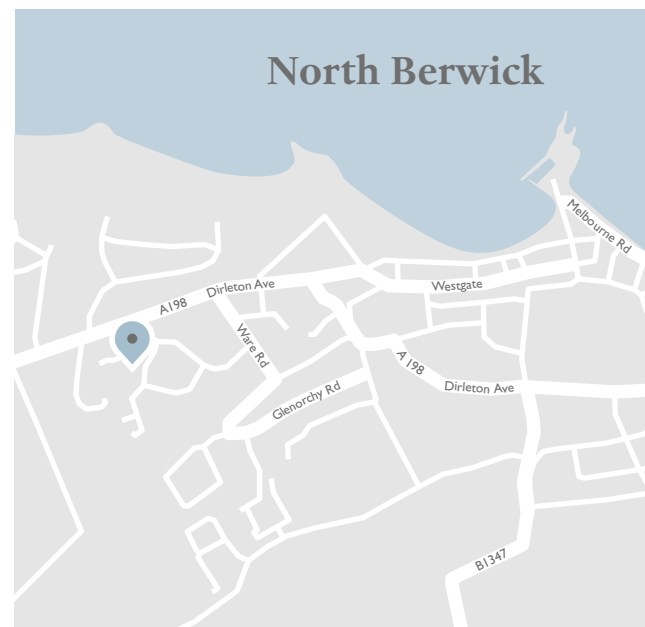 North Berwick
Melbourne Rd
Dirleton Ave
Westgate
A198
Ware Rd
A 198
Dirleton Ave
Glenorchy Rd
B1347